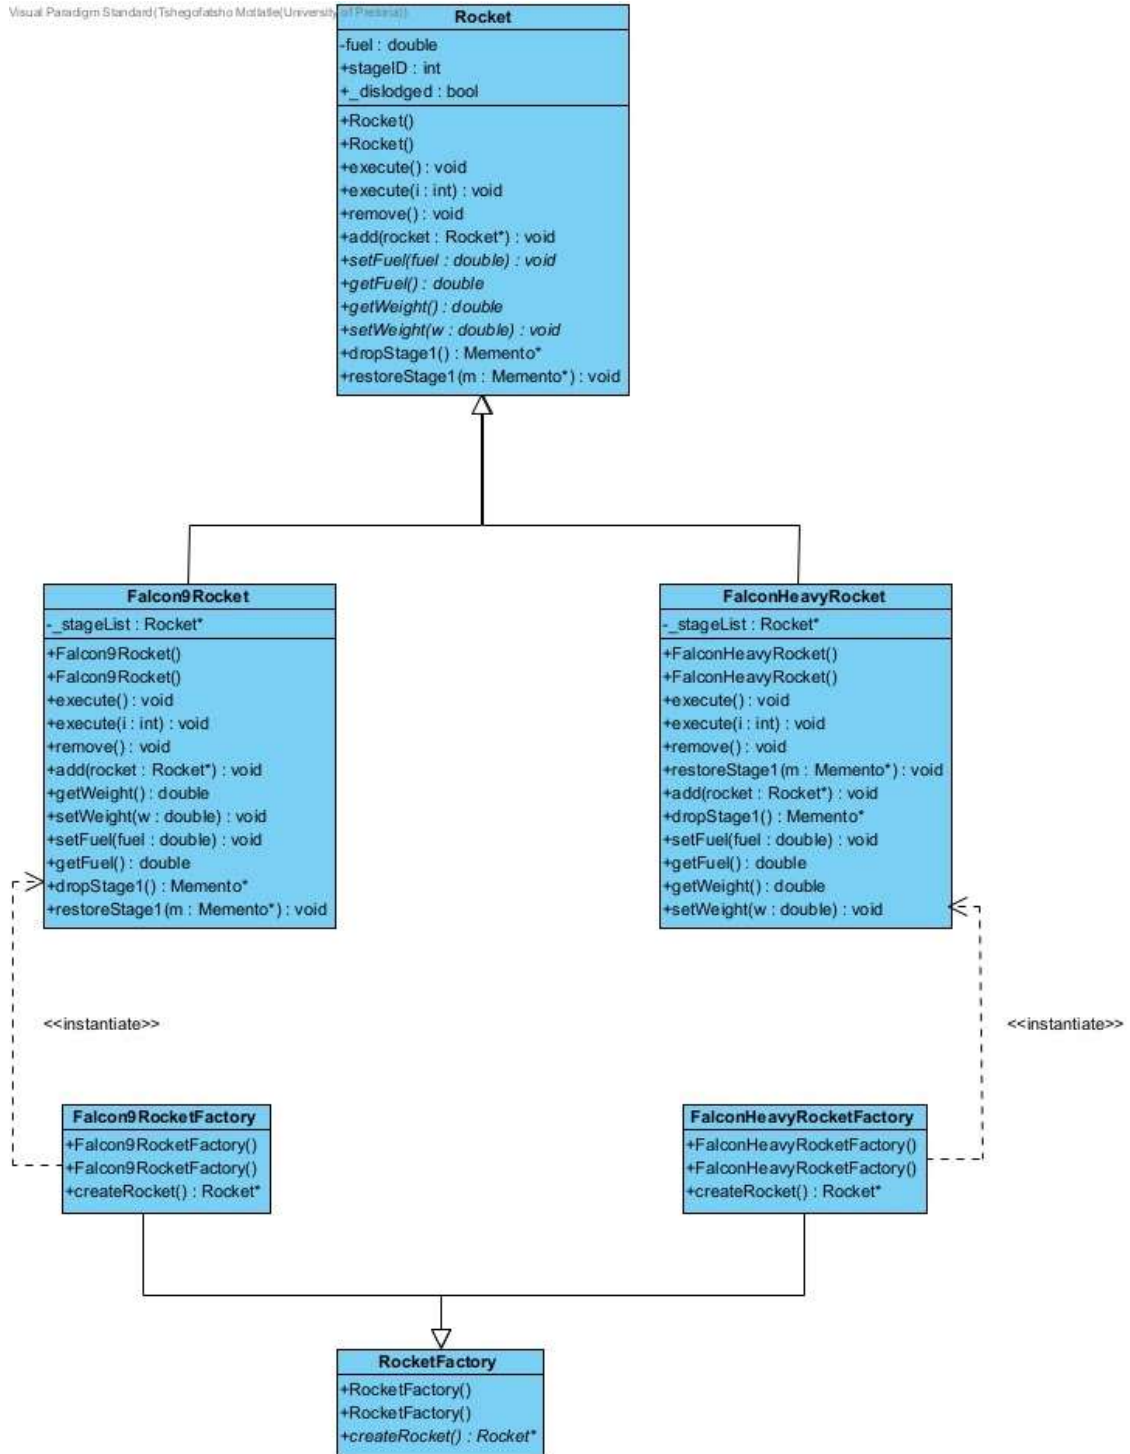 Visual Paradigm Standard(Tshegofatsho Motlatle(University of Pretoria))
Rocket
-fuel : double
+stageID : int
+_dislodged : bool
+Rocket()
+Rocket()
+execute() : void
+execute(i : int) : void
+remove() : void
+add(rocket : Rocket*) : void
+setFuel(fuel : double) : void
+getFuel() : double
+getWeight() : double
+setWeight(w : double) : void
+dropStage1() : Memento*
+restoreStage1(m : Memento*) : void
Falcon9Rocket
-_stageList : Rocket*
+Falcon9Rocket()
+Falcon9Rocket()
+execute() : void
+execute(i : int) : void
+remove() : void
+add(rocket : Rocket*) : void
+getWeight() : double
+setWeight(w : double) : void
+setFuel(fuel : double) : void
+getFuel() : double
+dropStage1() : Memento*
+restoreStage1(m : Memento*) : void
FalconHeavyRocket
-_stageList : Rocket*
+FalconHeavyRocket()
+FalconHeavyRocket()
+execute() : void
+execute(i : int) : void
+remove() : void
+restoreStage1(m : Memento*) : void
+add(rocket : Rocket*) : void
+dropStage1() : Memento*
+setFuel(fuel : double) : void
+getFuel() : double
+getWeight() : double
+setWeight(w : double) : void
<<instantiate>>
<<instantiate>>
Falcon9RocketFactory
+Falcon9RocketFactory()
+Falcon9RocketFactory()
+createRocket() : Rocket*
FalconHeavyRocketFactory
+FalconHeavyRocketFactory()
+FalconHeavyRocketFactory()
+createRocket() : Rocket*
RocketFactory
+RocketFactory()
+RocketFactory()
+createRocket() : Rocket*